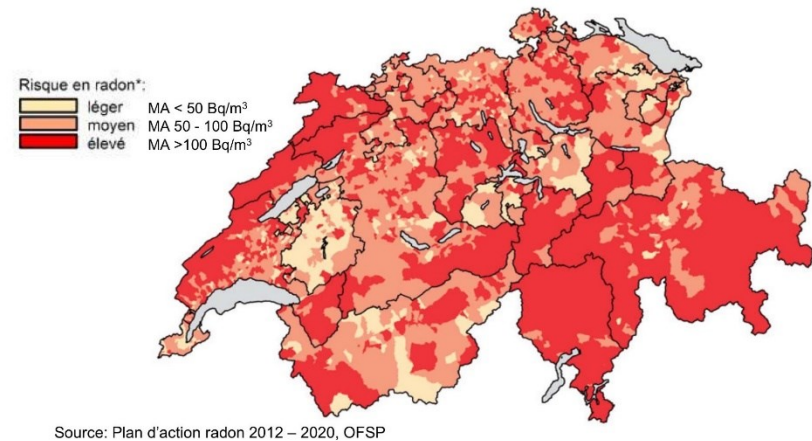 Risque en radon*:
léger MA < 50 Bq/m³
moyen MA 50 - 100 Bq/m³
élevé MA >100 Bq/m³
Source: Plan d'action radon 2012 – 2020, OFSP